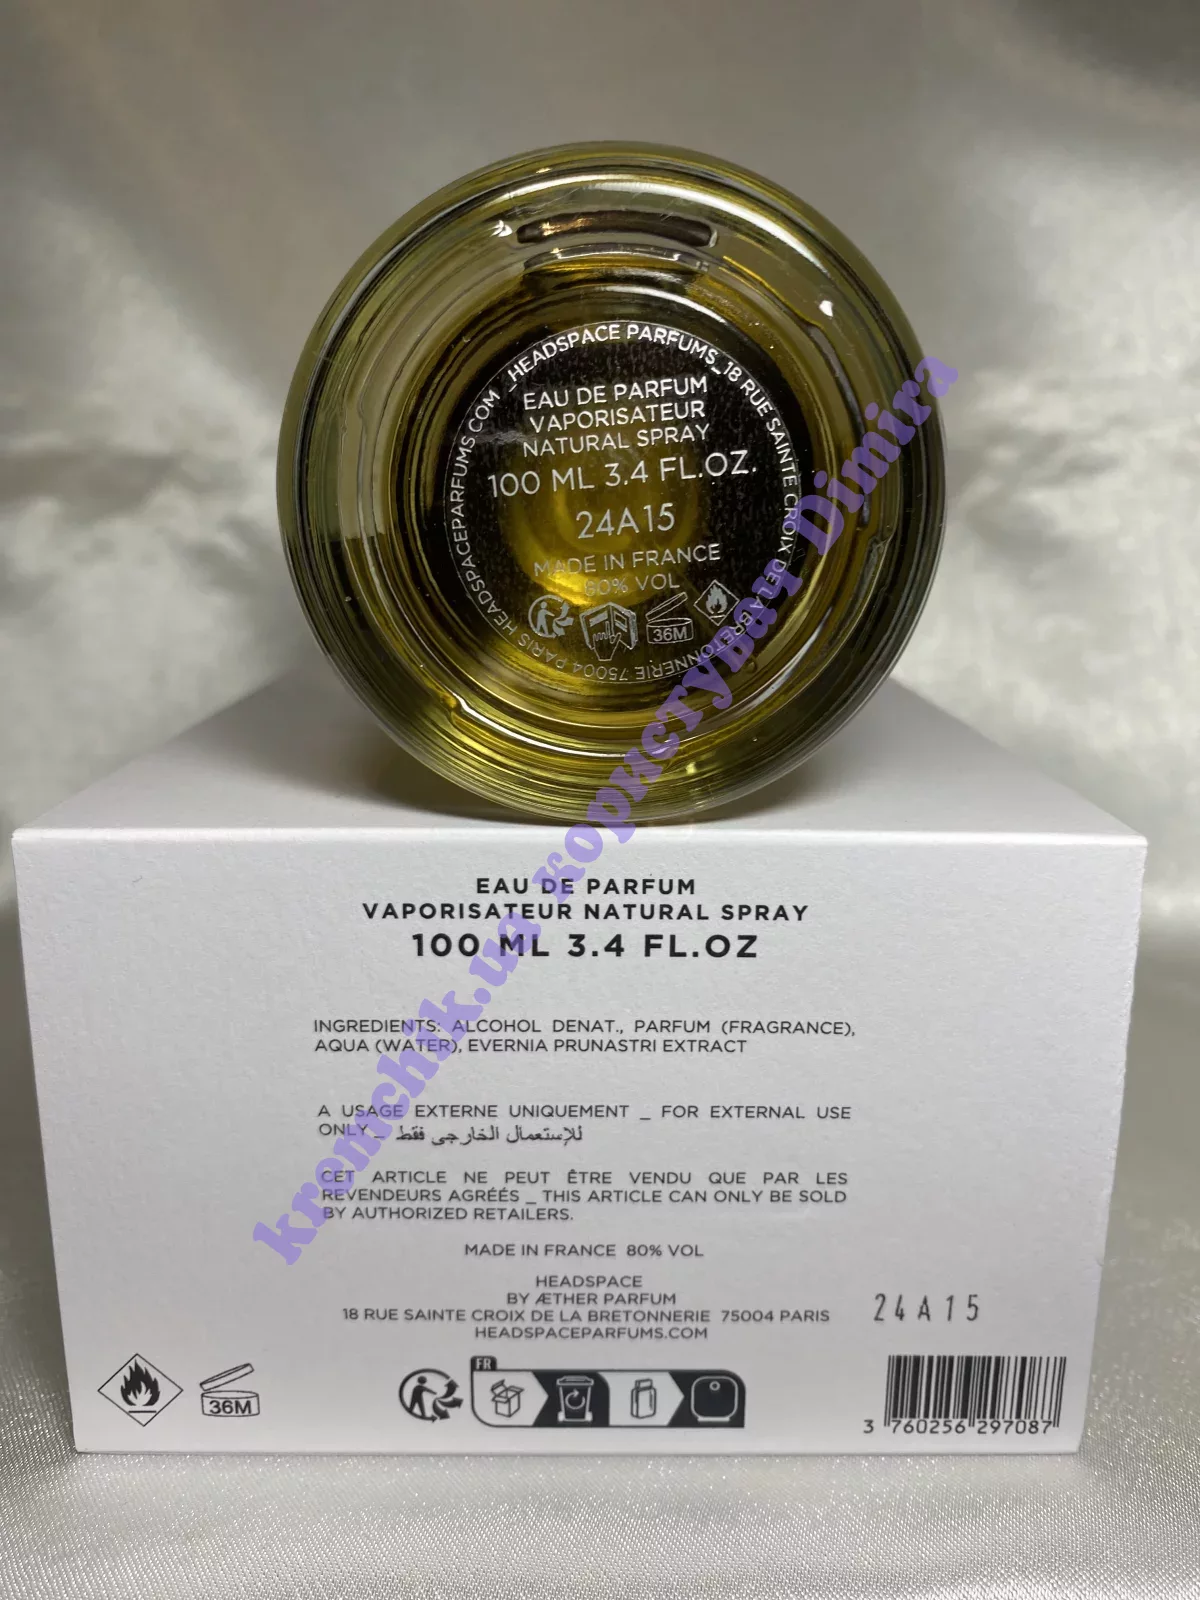 HEADSPACE PARFUMS_18 RUE SAINTE CROIX DE LA BRETONNERIE 75004 PARIS HEADSPACEPARFUMS.COM_
EAU DE PARFUM
VAPORISATEUR
NATURAL SPRAY
100 ML 3.4 FL.OZ.
24A15
MADE IN FRANCE
80% VOL
36M
EAU DE PARFUM
VAPORISATEUR NATURAL SPRAY
100 ML 3.4 FL.OZ
INGREDIENTS: ALCOHOL DENAT., PARFUM (FRAGRANCE),
AQUA (WATER), EVERNIA PRUNASTRI EXTRACT
A USAGE EXTERNE UNIQUEMENT _ FOR EXTERNAL USE
ONLY _ للإستعمال الخارجي فقط
CET ARTICLE NE PEUT ÊTRE VENDU QUE PAR LES
REVENDEURS AGRÉÉS _ THIS ARTICLE CAN ONLY BE SOLD
BY AUTHORIZED RETAILERS.
MADE IN FRANCE 80% VOL
HEADSPACE
BY ÆTHER PARFUM
18 RUE SAINTE CROIX DE LA BRETONNERIE 75004 PARIS
HEADSPACEPARFUMS.COM
24A15
36M
FR
3 760256 297087
kremchik.ua користувач Dimira